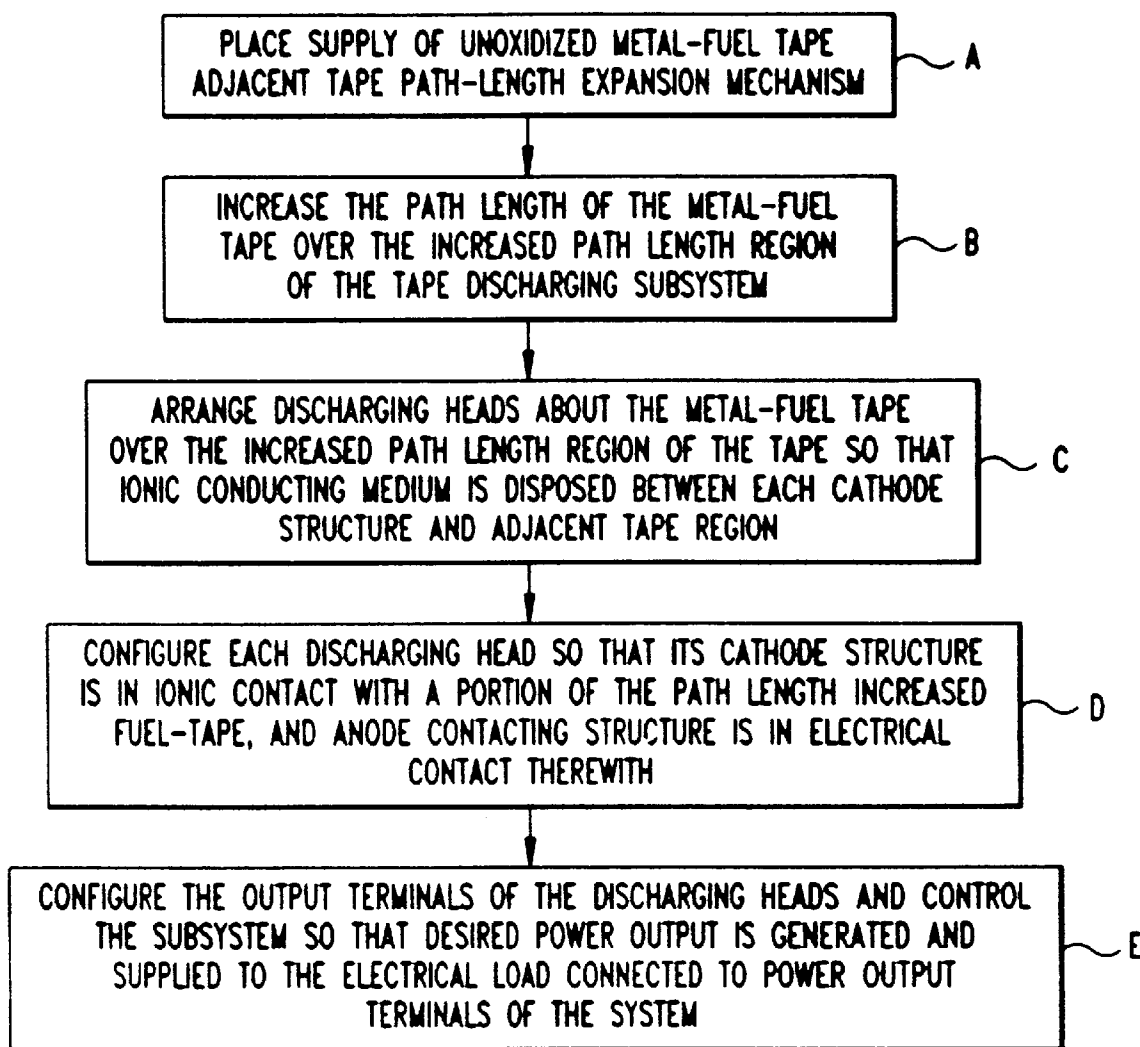 PLACE SUPPLY OF UNOXIDIZED METAL-FUEL TAPE
ADJACENT TAPE PATH-LENGTH EXPANSION MECHANISM
A
INCREASE THE PATH LENGTH OF THE METAL-FUEL
TAPE OVER THE INCREASED PATH LENGTH REGION
OF THE TAPE DISCHARGING SUBSYSTEM
B
ARRANGE DISCHARGING HEADS ABOUT THE METAL-FUEL TAPE
OVER THE INCREASED PATH LENGTH REGION OF THE TAPE SO THAT
IONIC CONDUCTING MEDIUM IS DISPOSED BETWEEN EACH CATHODE
STRUCTURE AND ADJACENT TAPE REGION
C
CONFIGURE EACH DISCHARGING HEAD SO THAT ITS CATHODE STRUCTURE
IS IN IONIC CONTACT WITH A PORTION OF THE PATH LENGTH INCREASED
FUEL-TAPE, AND ANODE CONTACTING STRUCTURE IS IN ELECTRICAL
CONTACT THEREWITH
D
CONFIGURE THE OUTPUT TERMINALS OF THE DISCHARGING HEADS AND CONTROL
THE SUBSYSTEM SO THAT DESIRED POWER OUTPUT IS GENERATED AND
SUPPLIED TO THE ELECTRICAL LOAD CONNECTED TO POWER OUTPUT
TERMINALS OF THE SYSTEM
E